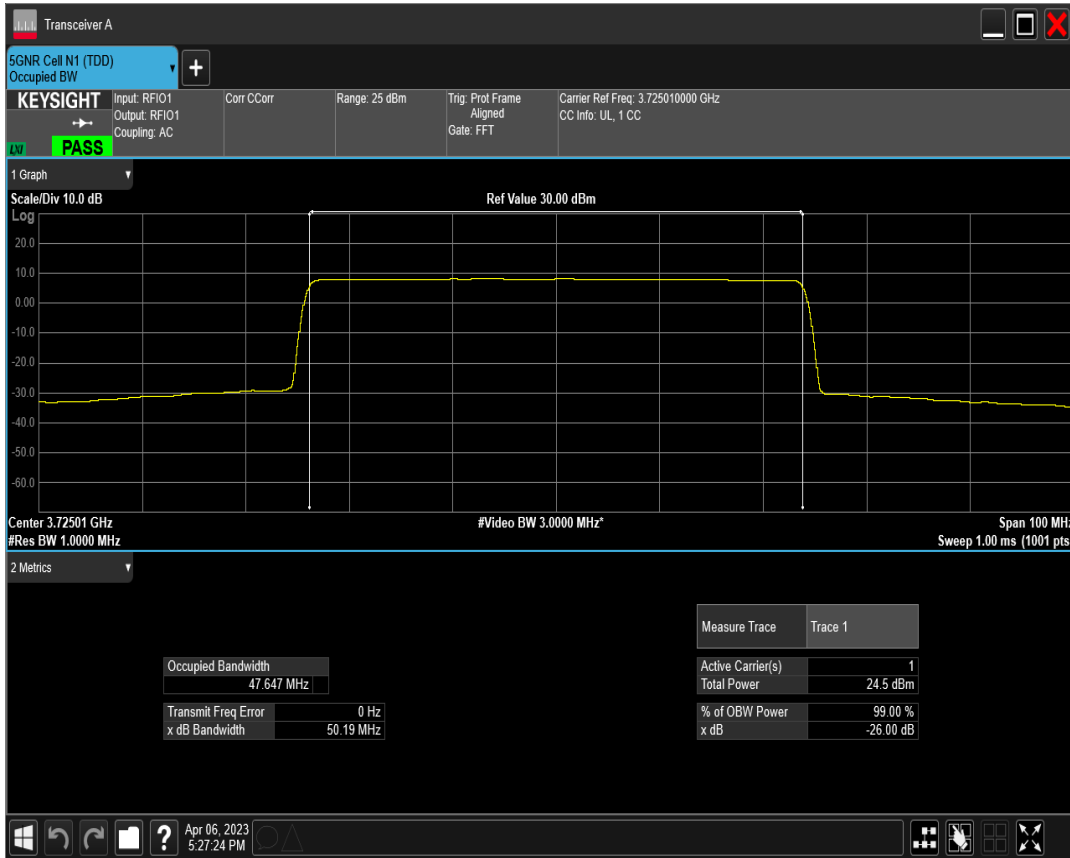 Transceiver A
5GNR Cell N1 (TDD)
Occupied BW
+
KEYSIGHT
LXI
PASS
Input: RFIO1
Output: RFIO1
Coupling: AC
Corr CCorr
Range: 25 dBm
Trig: Prot Frame
Aligned
Gate: FFT
Carrier Ref Freq: 3.725010000 GHz
CC Info: UL, 1 CC
1 Graph
Scale/Div 10.0 dB
Ref Value 30.00 dBm
Log
20.0
10.0
0.00
-10.0
-20.0
-30.0
-40.0
-50.0
-60.0
Center 3.72501 GHz
#Video BW 3.0000 MHz*
Span 100 MHz
#Res BW 1.0000 MHz
Sweep 1.00 ms (1001 pts
2 Metrics
Measure Trace Trace 1
Occupied Bandwidth
47.647 MHz
Transmit Freq Error 0 Hz
x dB Bandwidth 50.19 MHz
Active Carrier(s) 1
Total Power 24.5 dBm
% of OBW Power 99.00 %
x dB -26.00 dB
?
Apr 06, 2023
5:27:24 PM